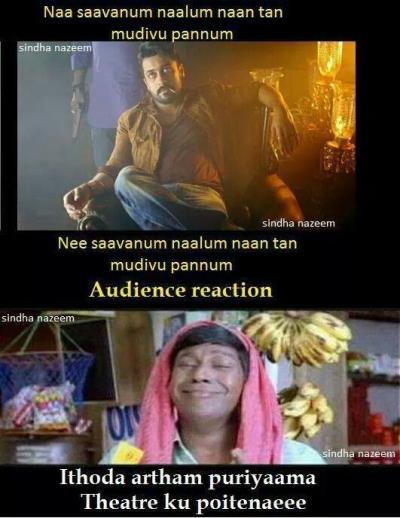 Naa saavanum naalum naan tan
mudivu pannum
sindha nazeem
sindha nazeem
Nee saavanum naalum naan tan
mudivu pannum
Audience reaction
sindha nazeem
sindha nazeem
Ithoda artham puriyaama
Theatre ku poitenaeee